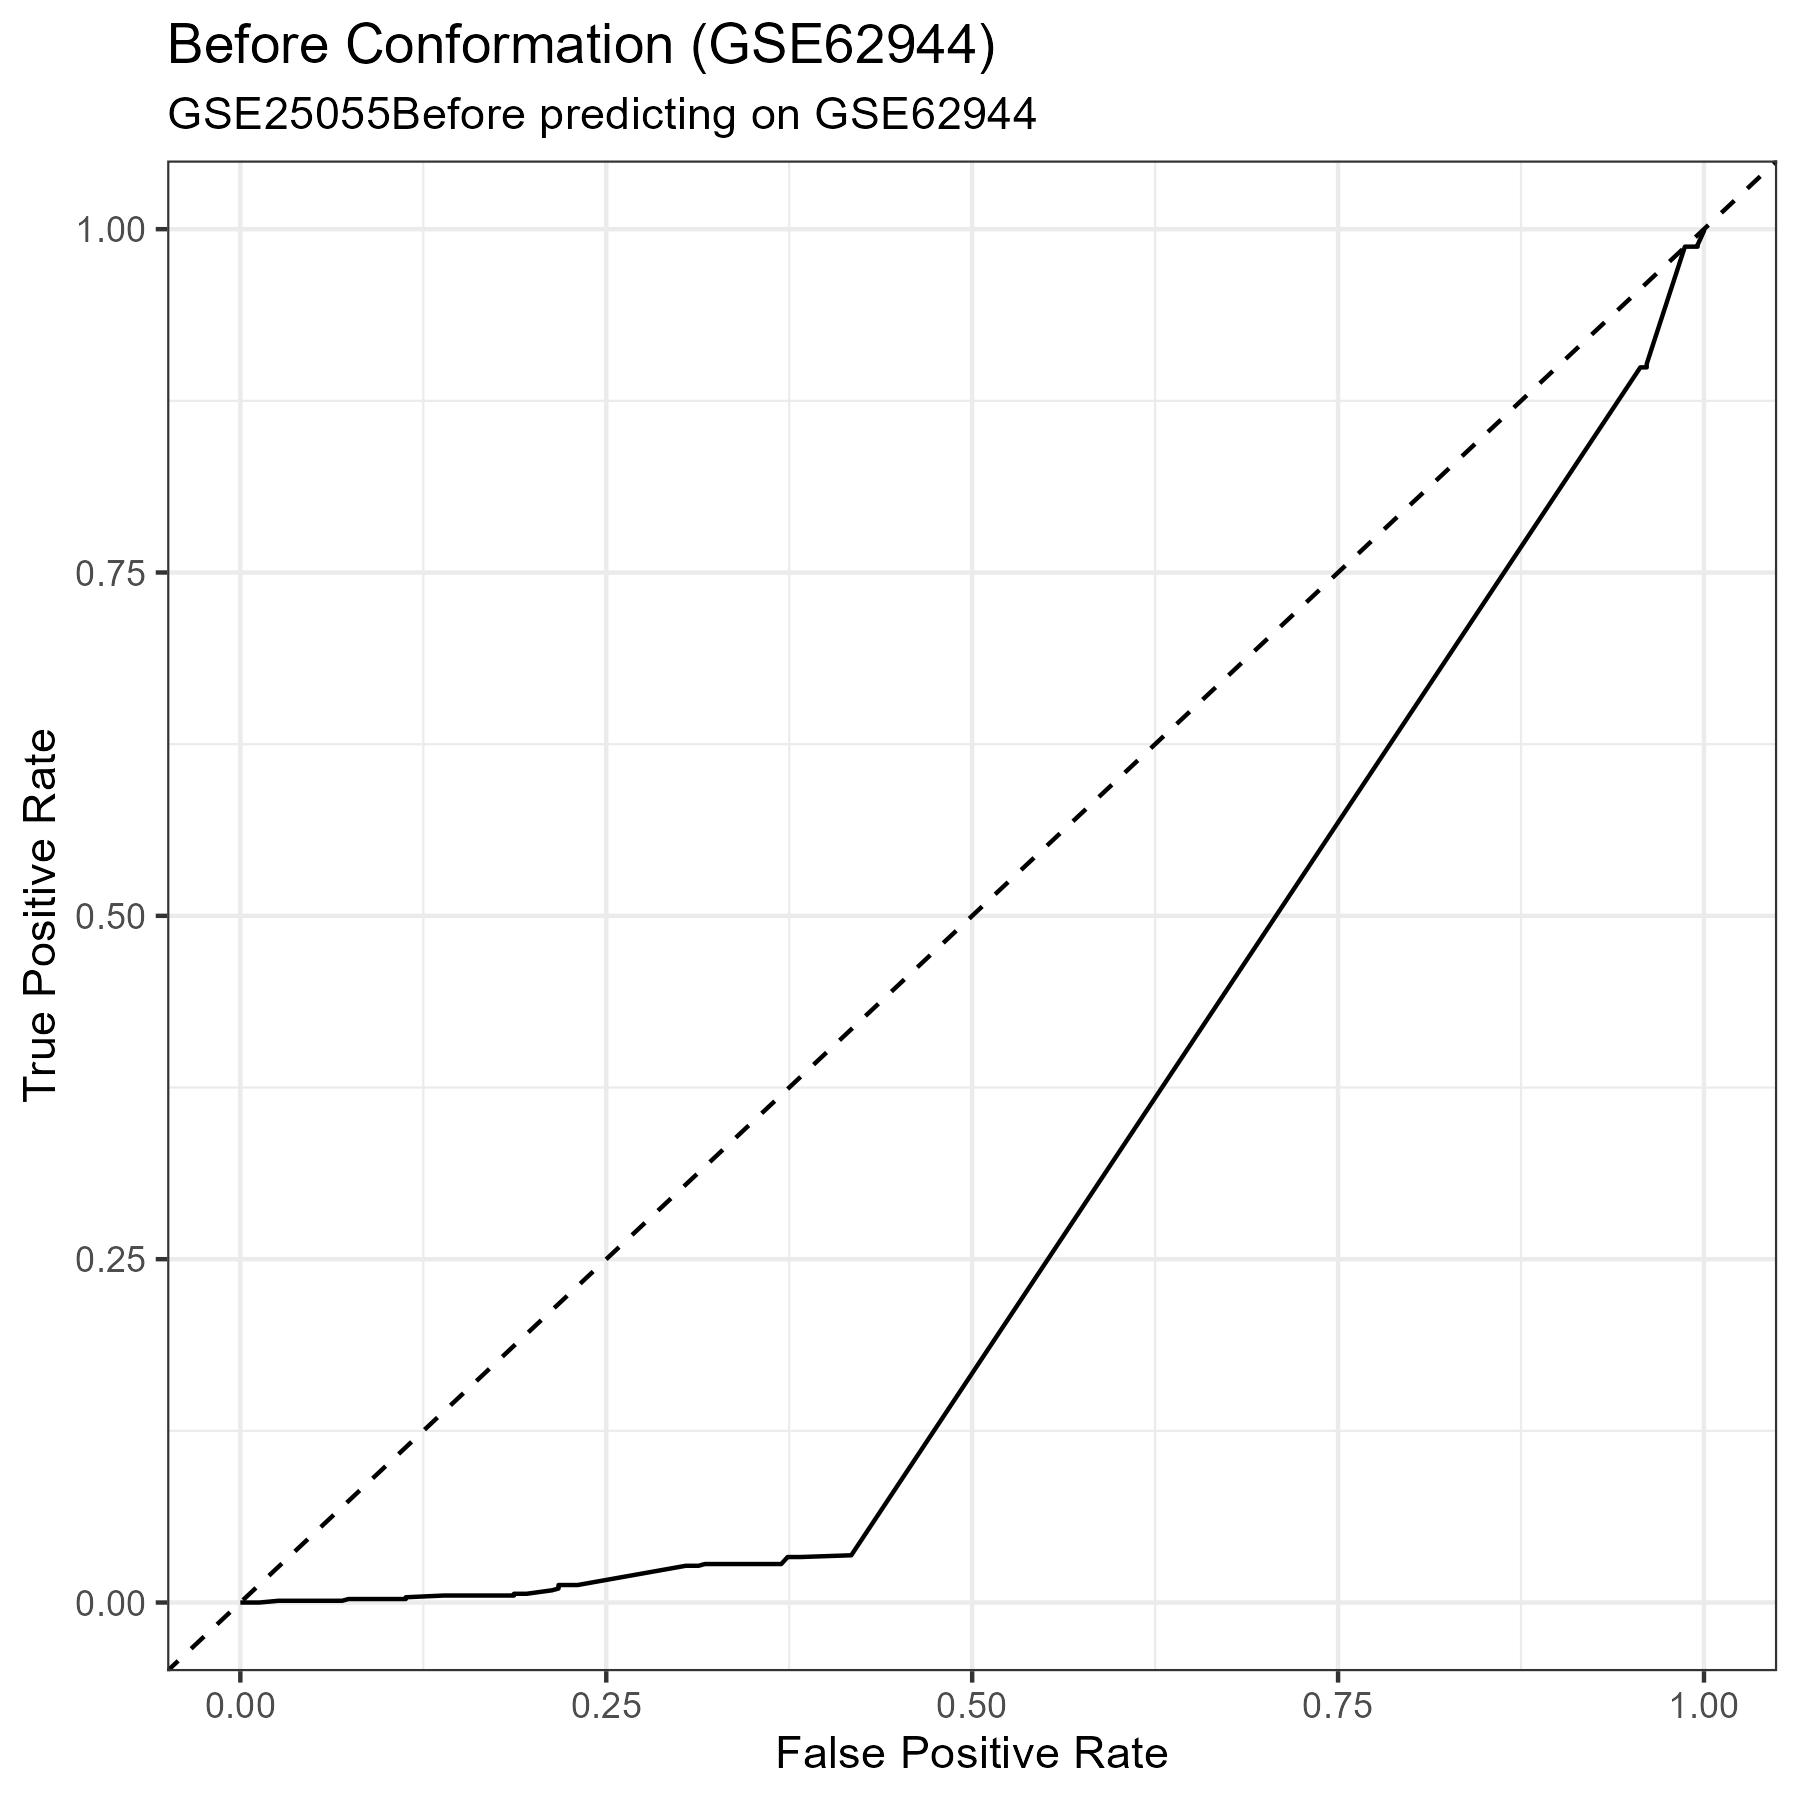 Before Conformation (GSE62944)
GSE25055Before predicting on GSE62944
True Positive Rate
1.00
0.75
0.50
0.25
0.00
0.00 0.25 0.50 0.75 1.00
False Positive Rate